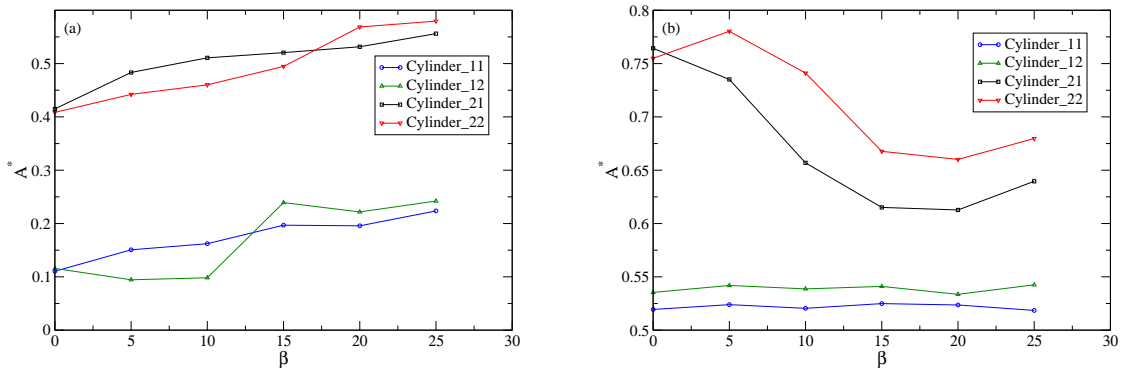 (a)
0.5
0.4
0.3
0.2
0.1
0
A*
0 5 10 15 20 25 30
β
Cylinder_11
Cylinder_12
Cylinder_21
Cylinder_22
(b)
0.8
0.75
0.7
0.65
0.6
0.55
0.5
A*
0 5 10 15 20 25 30
β
Cylinder_11
Cylinder_12
Cylinder_21
Cylinder_22